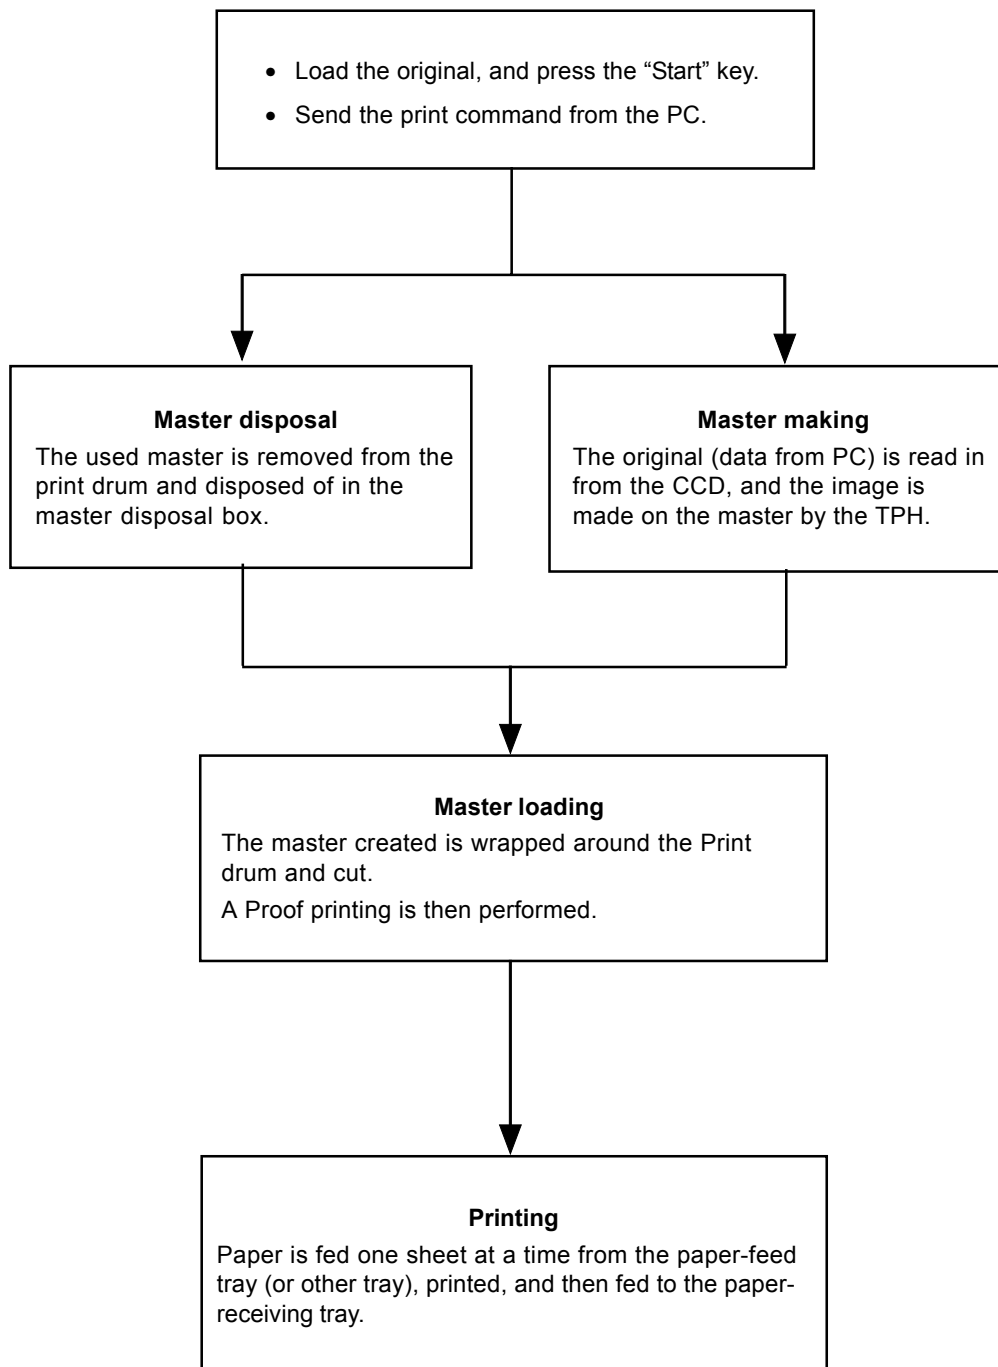 • Load the original, and press the “Start” key.
• Send the print command from the PC.
Master disposal
The used master is removed from the
print drum and disposed of in the
master disposal box.
Master making
The original (data from PC) is read in
from the CCD, and the image is
made on the master by the TPH.
Master loading
The master created is wrapped around the Print
drum and cut.
A Proof printing is then performed.
Printing
Paper is fed one sheet at a time from the paper-feed
tray (or other tray), printed, and then fed to the paper-
receiving tray.